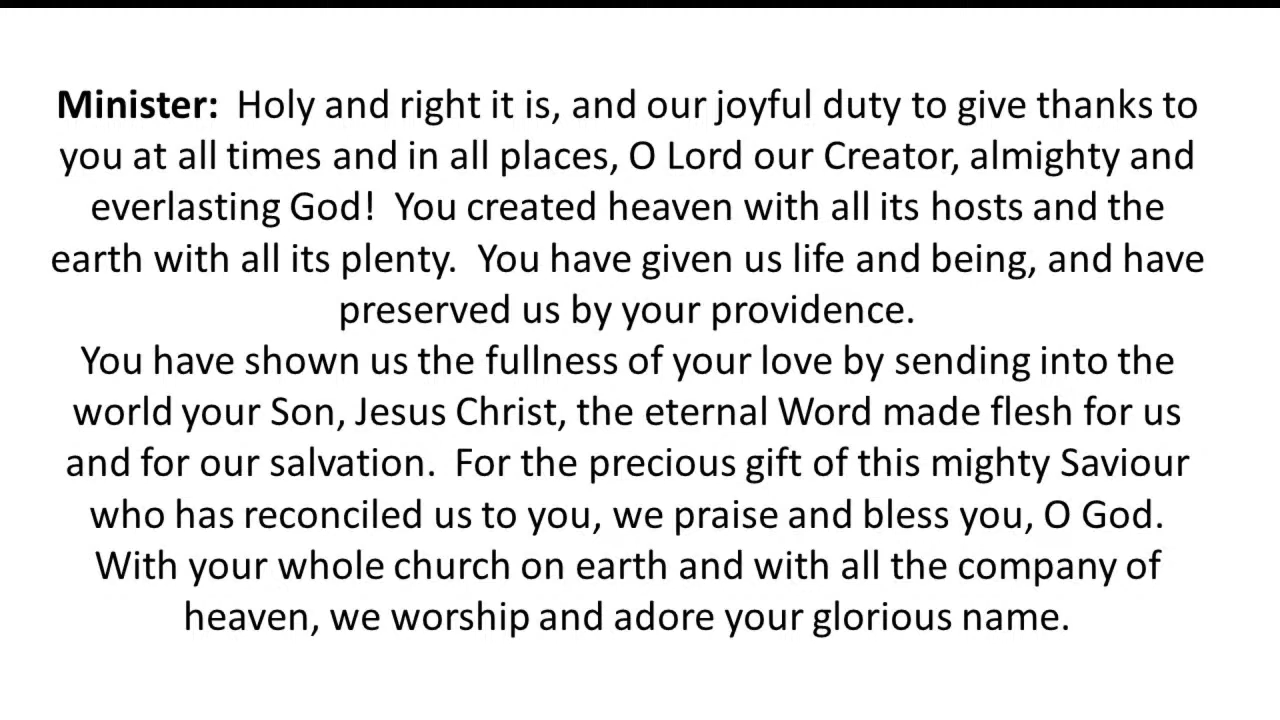 Minister:  Holy and right it is, and our joyful duty to give thanks to
you at all times and in all places, O Lord our Creator, almighty and
everlasting God!  You created heaven with all its hosts and the
earth with all its plenty.  You have given us life and being, and have
preserved us by your providence.
You have shown us the fullness of your love by sending into the
world your Son, Jesus Christ, the eternal Word made flesh for us
and for our salvation.  For the precious gift of this mighty Saviour
who has reconciled us to you, we praise and bless you, O God.
With your whole church on earth and with all the company of
heaven, we worship and adore your glorious name.